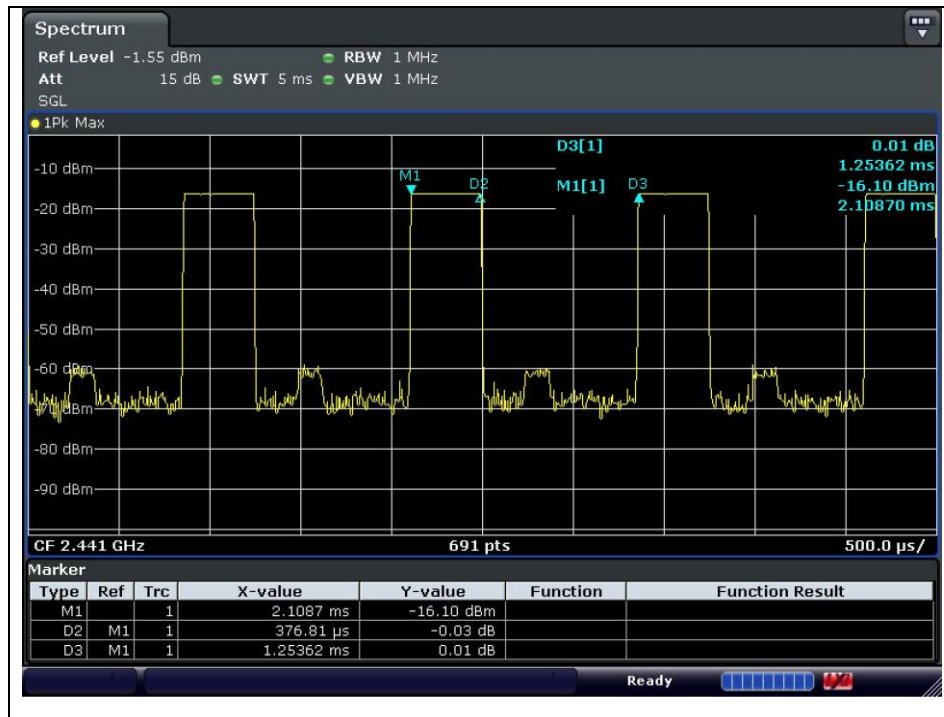 Spectrum
Ref Level -1.55 dBm RBW 1 MHz
Att 15 dB SWT 5 ms VBW 1 MHz
SGL
1Pk Max
D3[1] 0.01 dB
1.25362 ms
M1[1] -16.10 dBm
2.10870 ms
M1
D2
D3
-10 dBm
-20 dBm
-30 dBm
-40 dBm
-50 dBm
-60 dBm
-70 dBm
-80 dBm
-90 dBm
CF 2.441 GHz 691 pts 500.0 µs/
Marker
Type Ref Trc X-value Y-value Function Function Result
M1 1 2.1087 ms -16.10 dBm
D2 M1 1 376.81 µs -0.03 dB
D3 M1 1 1.25362 ms 0.01 dB
Ready